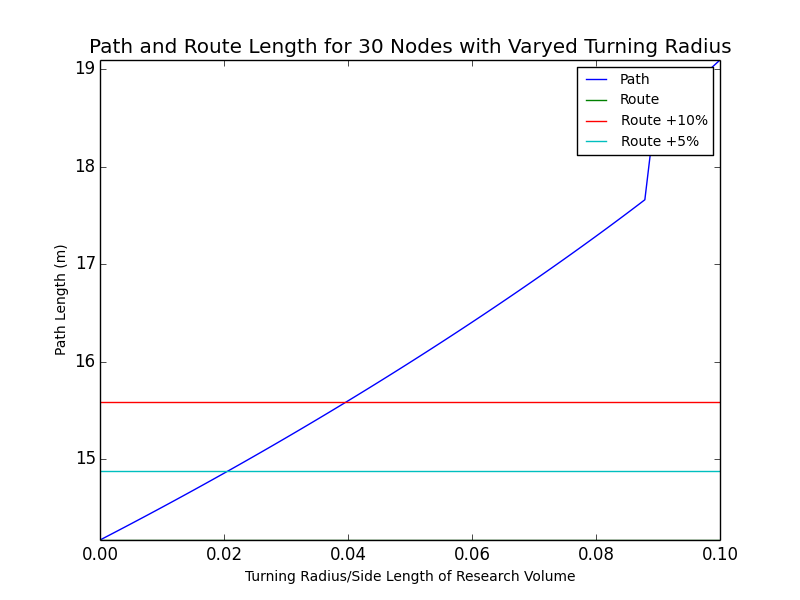 Path and Route Length for 30 Nodes with Varyed Turning Radius
Path
Route
Route +10%
Route +5%
19
18
17
16
15
Path Length (m)
0.00 0.02 0.04 0.06 0.08 0.10
Turning Radius/Side Length of Research Volume